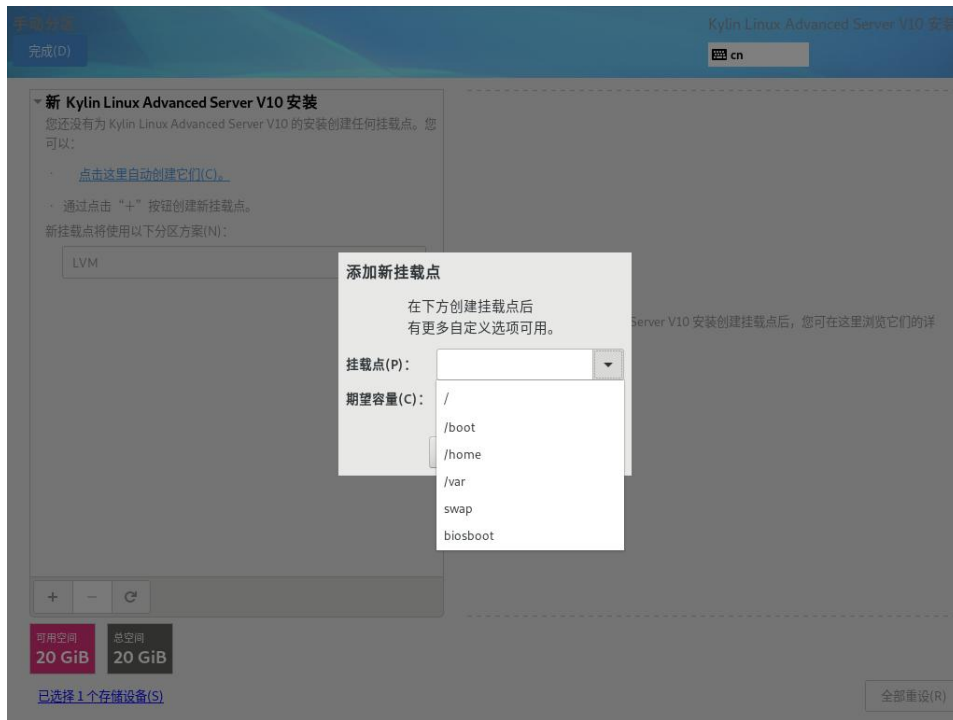 手动分区
Kylin Linux Advanced Server V10 安装
完成(D)
cn
新 Kylin Linux Advanced Server V10 安装
您还没有为 Kylin Linux Advanced Server V10 的安装创建任何挂载点。您
可以：
点击这里自动创建它们(C)。
通过点击“+”按钮创建新挂载点。
新挂载点将使用以下分区方案(N)：
LVM
添加新挂载点
在下方创建挂载点后
有更多自定义选项可用。
Server V10 安装创建挂载点后，您可在这里浏览它们的详
挂载点(P)：
期望容量(C)：
/
/boot
/home
/var
swap
biosboot
可用空间
20 GiB
总空间
20 GiB
已选择 1 个存储设备(S)
全部重设(R)